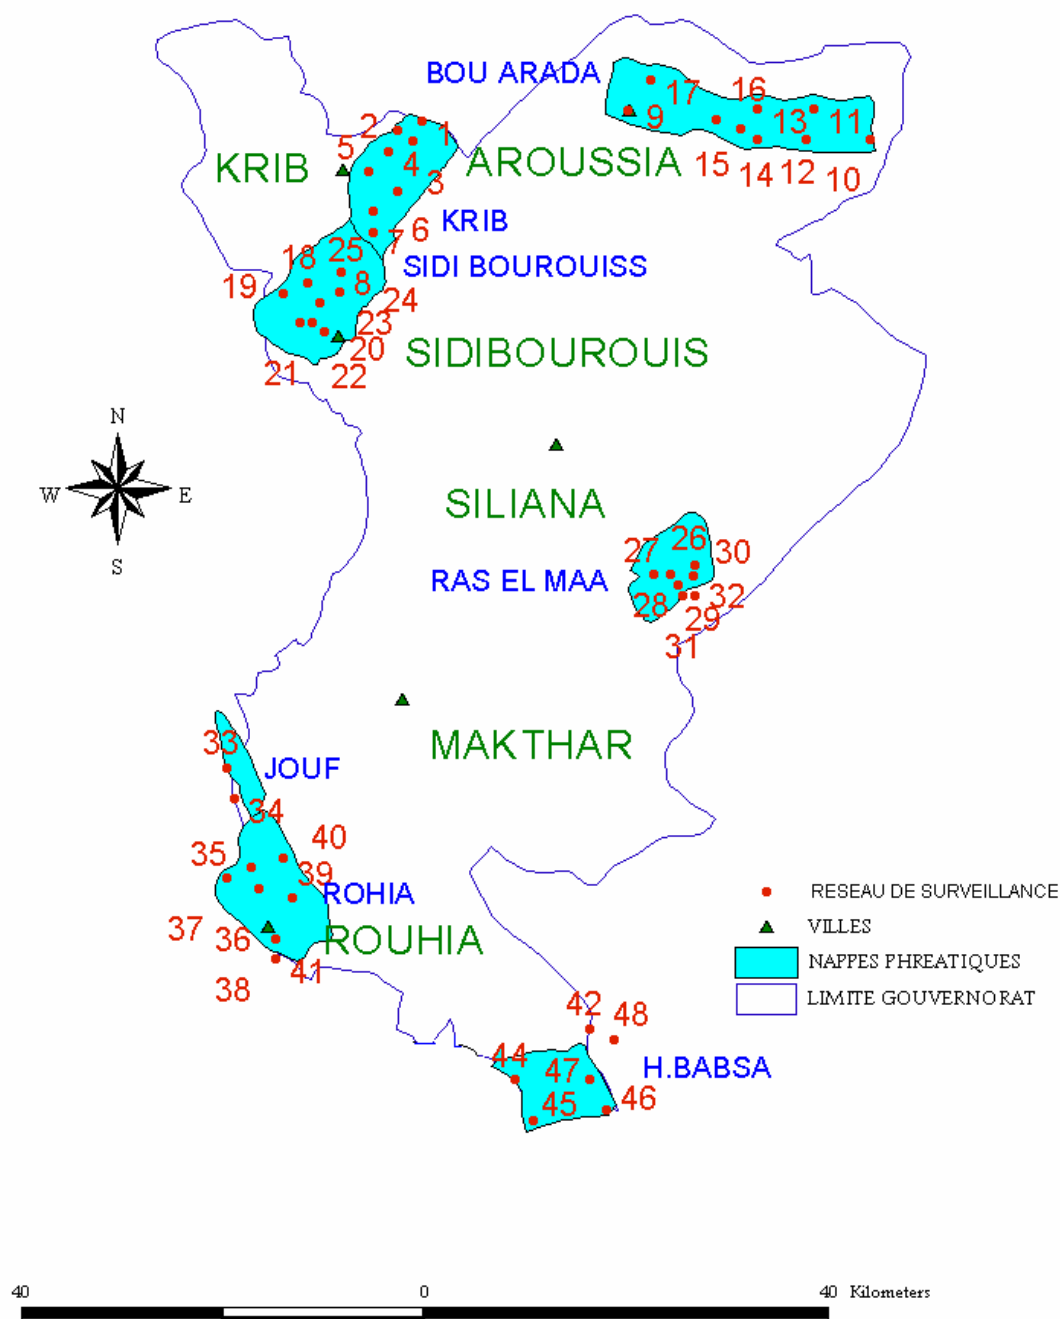 BOU ARADA
17
16
9
13
11
2
1
5
KRIB
4
AROUSSIA
3
15
14
12
10
KRIB
6
7
25
18
SIDI BOUROUISS
19
8
24
23
20
SIDIBOUROUIS
21
22
N
W
E
S
SILIANA
26
27
30
RAS EL MAA
28
32
29
31
33
MAKTHAR
JOUF
34
40
35
39
ROHIA
37
36
ROUHIA
41
38
RESEAU DE SURVEILLANCE
VILLES
NAPPES PHREATIQUES
LIMITE GOUVERNORAT
42
48
44
47
H.BABSA
45
46
40
0
40 Kilometers